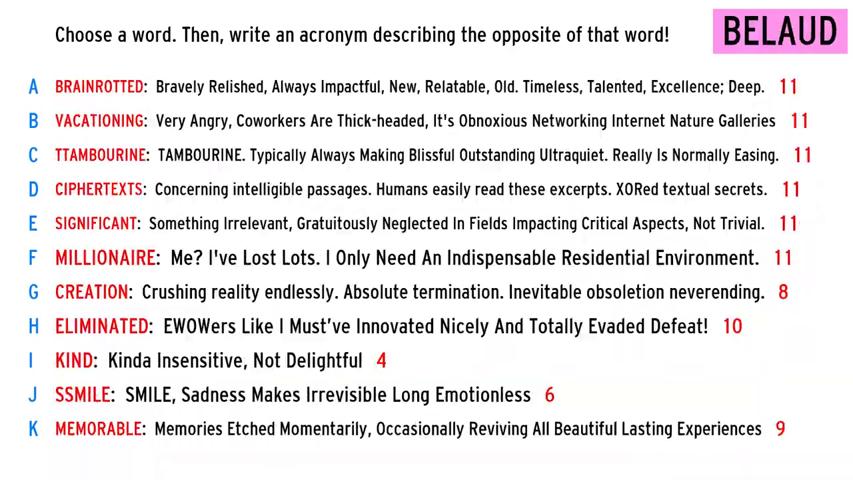 Choose a word. Then, write an acronym describing the opposite of that word!
BELAUD
A BRAINROTTED: Bravely Relished, Always Impactful, New, Relatable, Old. Timeless, Talented, Excellence; Deep. 11
B VACATIONING: Very Angry, Coworkers Are Thick-headed, It's Obnoxious Networking Internet Nature Galleries 11
C TTAMBOURINE: TAMBOURINE. Typically Always Making Blissful Outstanding Ultraquiet. Really Is Normally Easing. 11
D CIPHERTEXTS: Concerning intelligible passages. Humans easily read these excerpts. XORed textual secrets. 11
E SIGNIFICANT: Something Irrelevant, Gratuitously Neglected In Fields Impacting Critical Aspects, Not Trivial. 11
F MILLIONAIRE: Me? I've Lost Lots. I Only Need An Indispensable Residential Environment. 11
G CREATION: Crushing reality endlessly. Absolute termination. Inevitable obsoletion neverending. 8
H ELIMINATED: EWOWers Like I Must've Innovated Nicely And Totally Evaded Defeat! 10
I KIND: Kinda Insensitive, Not Delightful 4
J SSMILE: SMILE, Sadness Makes Irrevisible Long Emotionless 6
K MEMORABLE: Memories Etched Momentarily, Occasionally Reviving All Beautiful Lasting Experiences 9